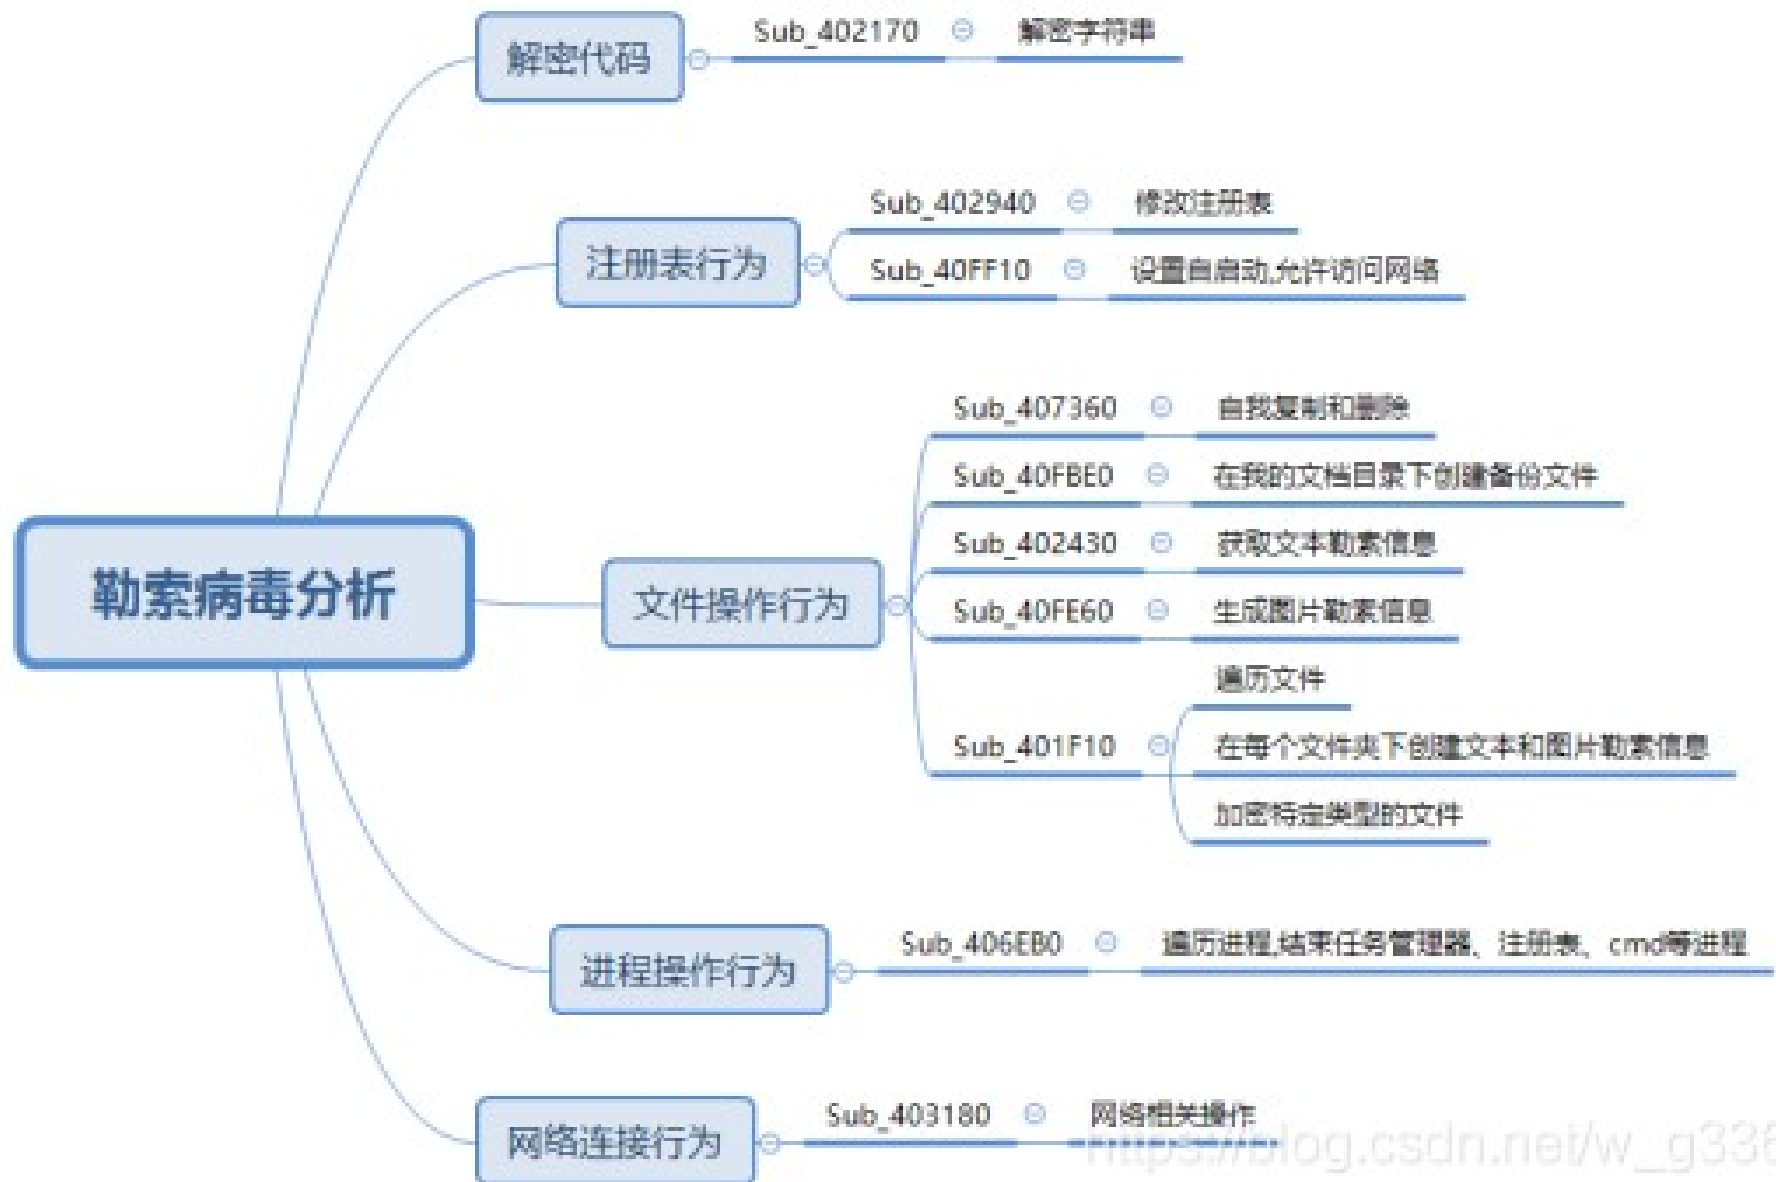 解密代码
Sub_402170
解密字符串
注册表行为
Sub_402940
修改注册表
Sub_40FF10
设置自启动,允许访问网络
勒索病毒分析
文件操作行为
Sub_407360
自我复制和删除
Sub_40FBE0
在我的文档目录下创建备份文件
Sub_402430
获取文本勒索信息
Sub_40FE60
生成图片勒索信息
Sub_401F10
遍历文件
在每个文件夹下创建文本和图片勒索信息
加密特定类型的文件
进程操作行为
Sub_406EB0
遍历进程,结束任务管理器、注册表、cmd等进程
网络连接行为
Sub_403180
网络相关操作
https://blog.csdn.net/w_g336